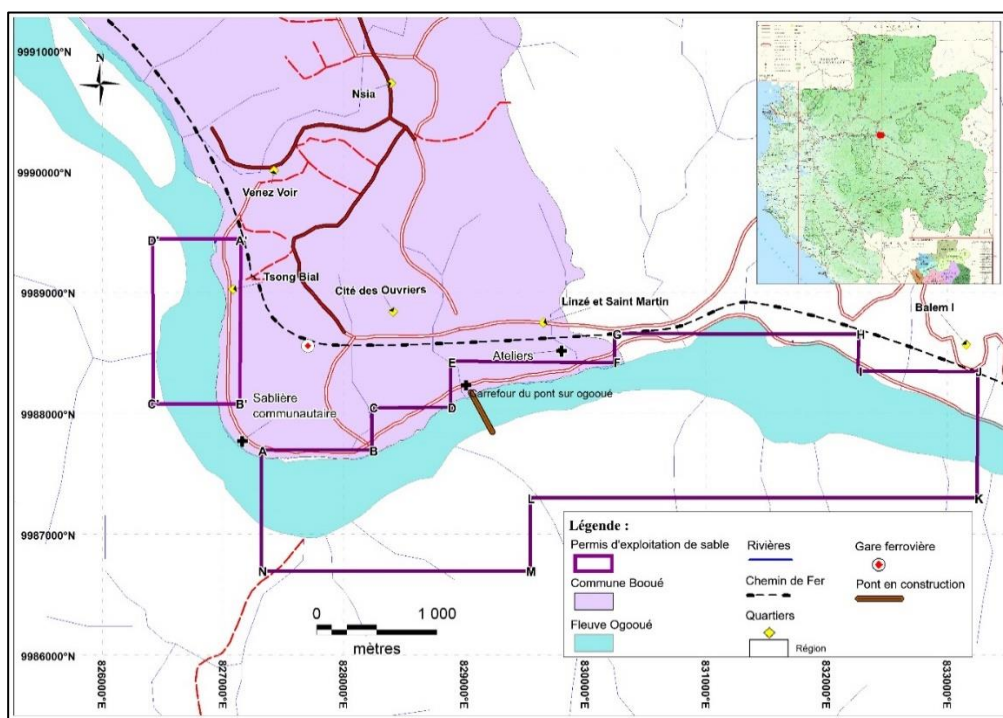 9991000°N
9990000°N
9989000°N
9988000°N
9987000°N
9986000°N
N
Nsia
Venez Voir
D'
A'
Tsong Bial
Cité des Ouvriers
Linzé et Saint Martin
Balem I
G
H
Ateliers
E
F
I
J
C'
B'
Sablière
communautaire
C
D
Carrefour du pont sur ogooué
A
B
L
K
N
M
0
1 000
mètres
Légende :
Permis d'exploitation de sable
Commune Booué
Fleuve Ogooué
Rivières
Chemin de Fer
Quartiers
Région
Gare ferrovière
Pont en construction
826000°E
827000°E
828000°E
829000°E
830000°E
831000°E
832000°E
833000°E